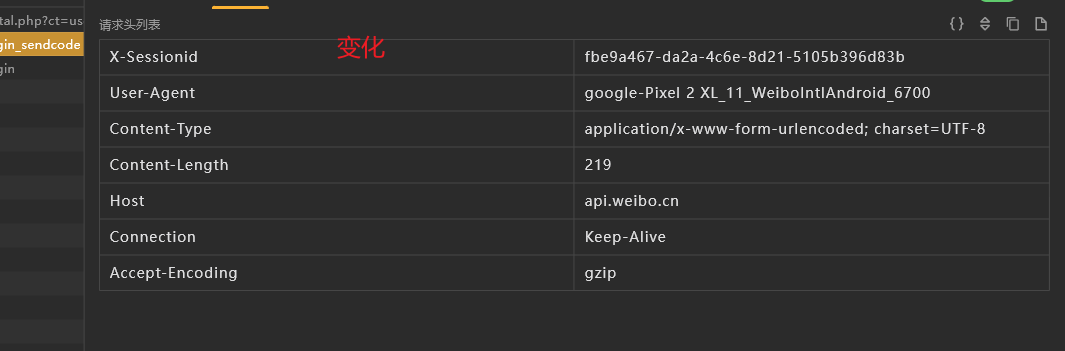 tal.php?ct=us
gin_sendcode
gin
请求头列表
变化
X-Sessionid fbe9a467-da2a-4c6e-8d21-5105b396d83b
User-Agent google-Pixel 2 XL_11_WeiboIntlAndroid_6700
Content-Type application/x-www-form-urlencoded; charset=UTF-8
Content-Length 219
Host api.weibo.cn
Connection Keep-Alive
Accept-Encoding gzip